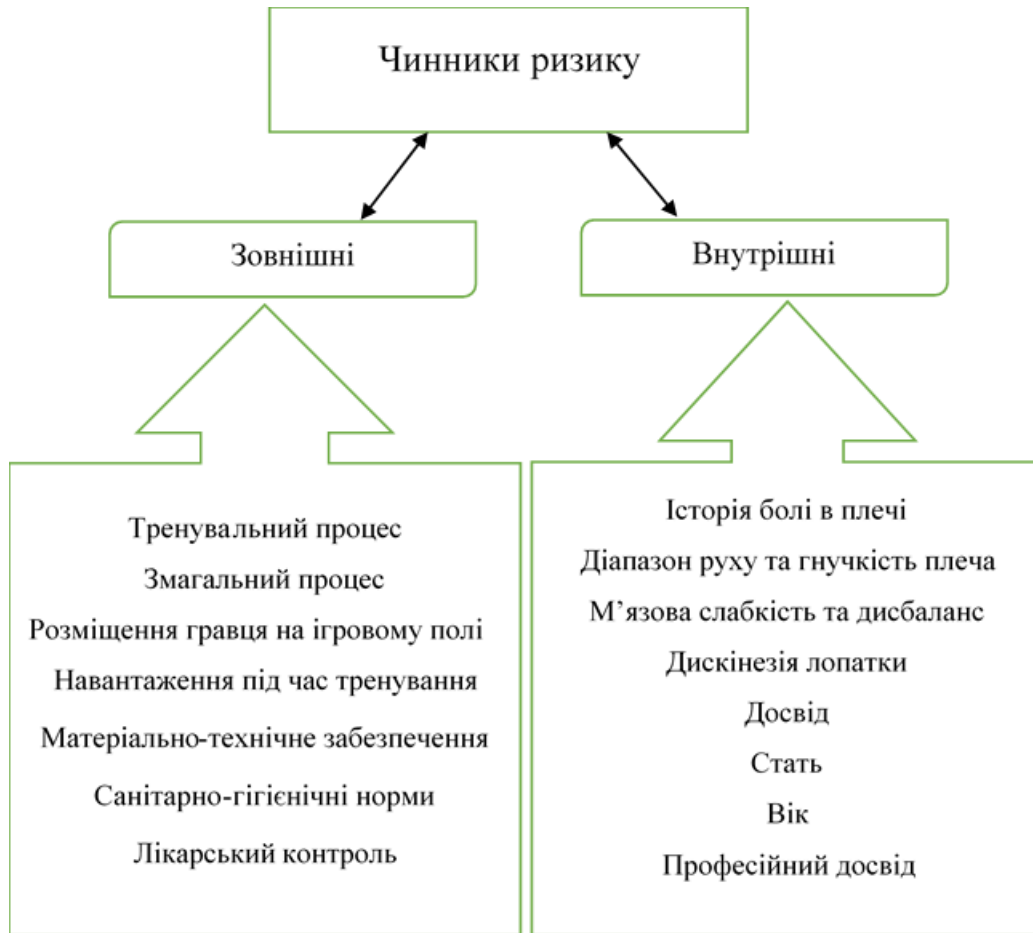 Чинники ризику
Зовнішні
Внутрішні
Тренувальний процес
Змагальний процес
Розміщення гравця на ігровому полі
Навантаження під час тренування
Матеріально-технічне забезпечення
Санітарно-гігієнічні норми
Лікарський контроль
Історія болі в плечі
Діапазон руху та гнучкість плеча
М’язова слабкість та дисбаланс
Дискінезія лопатки
Досвід
Стать
Вік
Професійний досвід